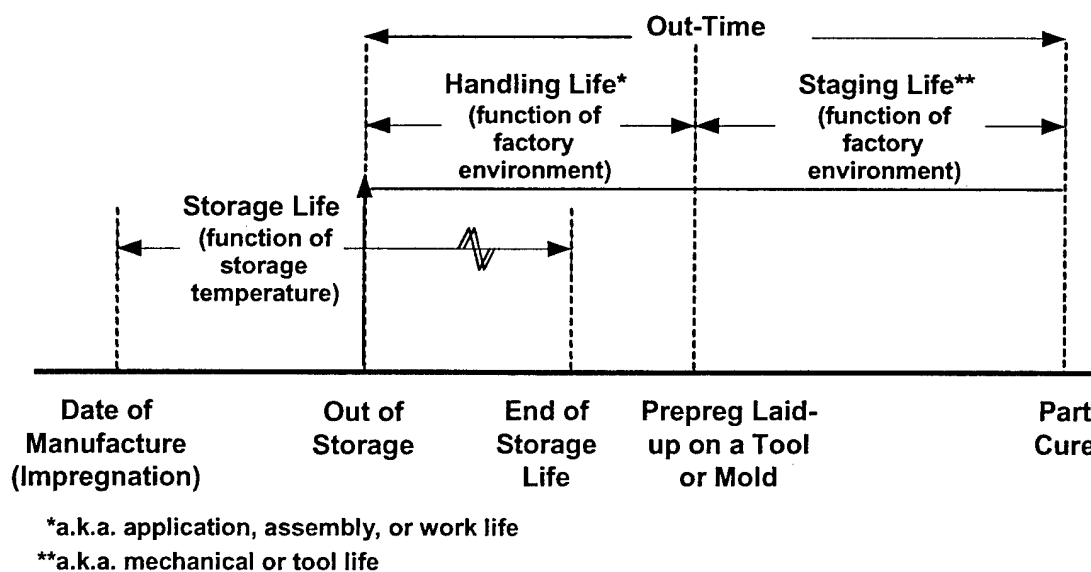 Out-Time
Handling Life*
(function of
factory
environment)
Staging Life**
(function of
factory
environment)
Storage Life
(function of
storage
temperature)
Date of
Manufacture
(Impregnation)
Out of
Storage
End of
Storage
Life
Prepreg Laid-
up on a Tool
or Mold
Part
Cure
*a.k.a. application, assembly, or work life
**a.k.a. mechanical or tool life